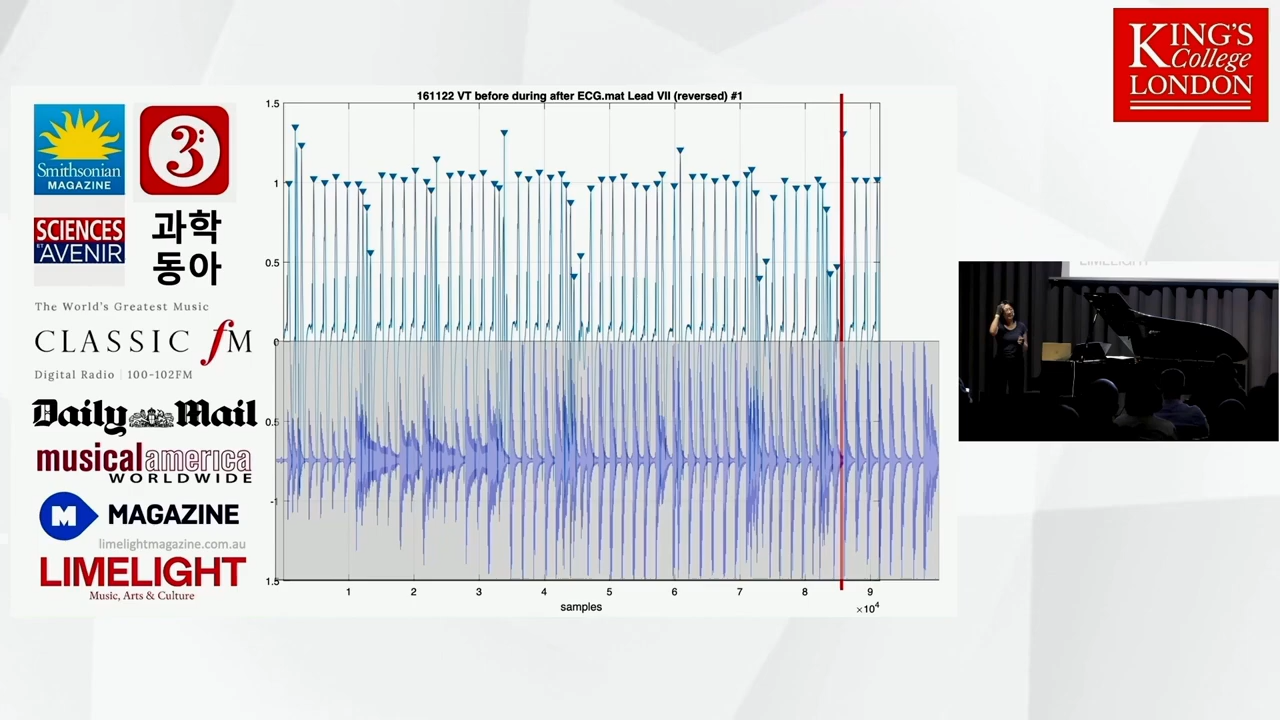 KING'S
College
LONDON
161122 VT before during after ECG.mat Lead VII (reversed) #1
Smithsonian
MAGAZINE
3
SCIENCES
ET AVENIR
과학
동아
The World's Greatest Music
CLASSIC fM
Digital Radio | 100-102FM
Daily Mail
musicalamerica
WORLDWIDE
M MAGAZINE
limelightmagazine.com.au
LIMELIGHT
Music, Arts & Culture
1.5
1
0.5
0
0.5
-1
1.5
1 2 3 4 5 6 7 8 9
samples
×10⁴
LIMELIGHT